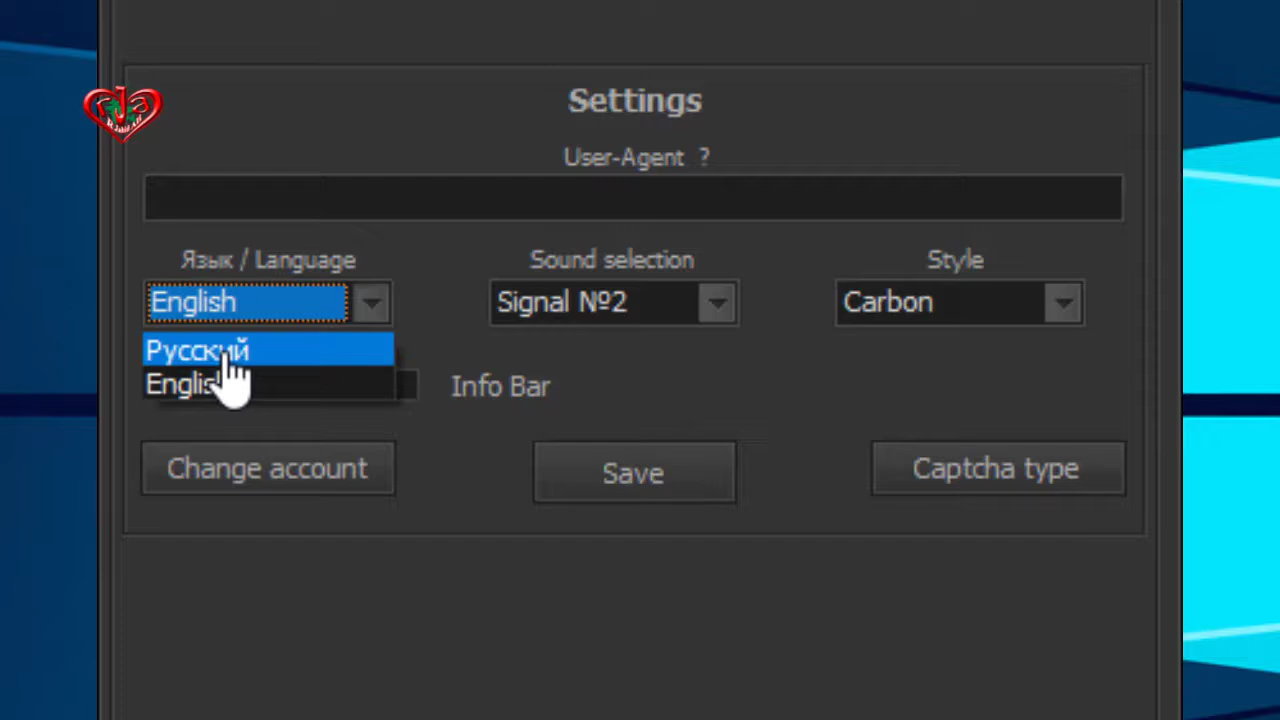 Settings
User-Agent ?
Язык / Language
Sound selection
Style
English
Signal №2
Carbon
Русский
English
Info Bar
Change account
Save
Captcha type